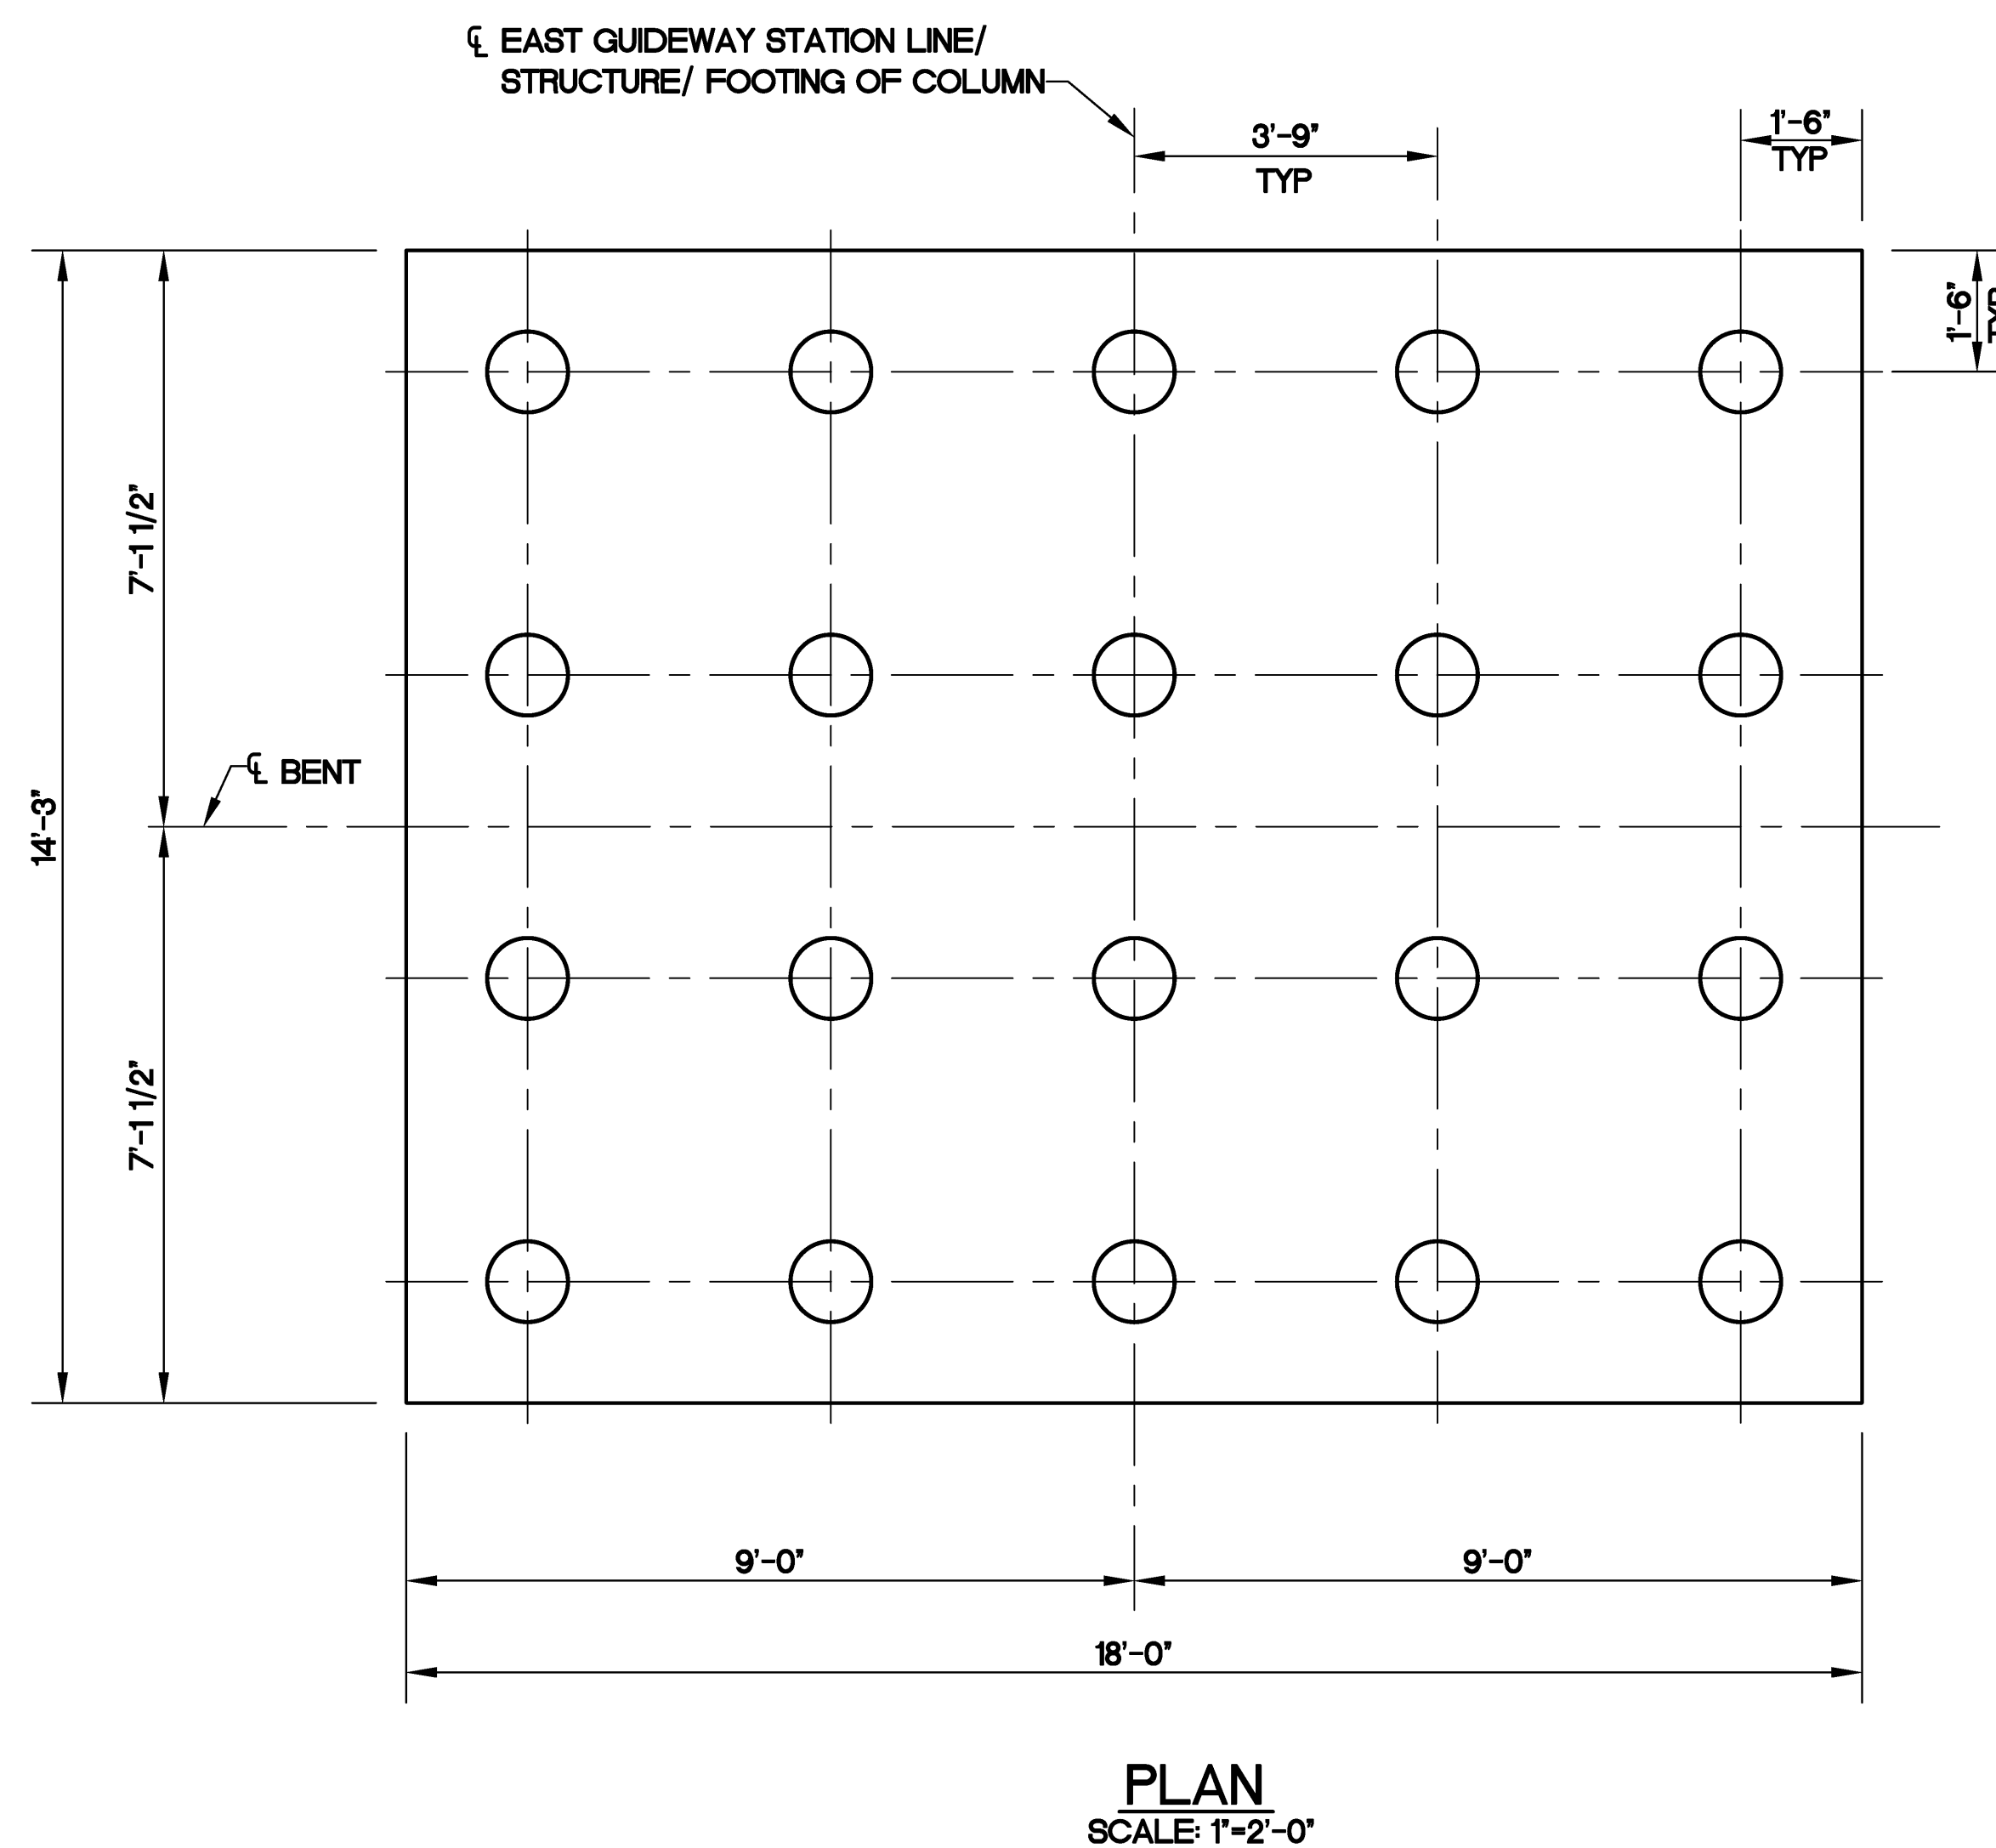 ℄ EAST GUIDEWAY STATION LINE/
STRUCTURE/ FOOTING OF COLUMN
3'-9"
TYP
1'-6"
TYP
1'-6"
TYP
7'-1 1/2"
℄ BENT
14'-3"
7'-1 1/2"
9'-0"
9'-0"
18'-0"
PLAN
SCALE: 1"=2'-0"